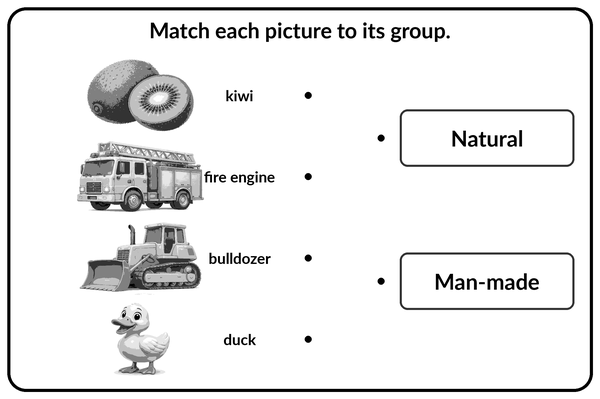 Match each picture to its group.
kiwi
Natural
fire engine
bulldozer
Man-made
duck